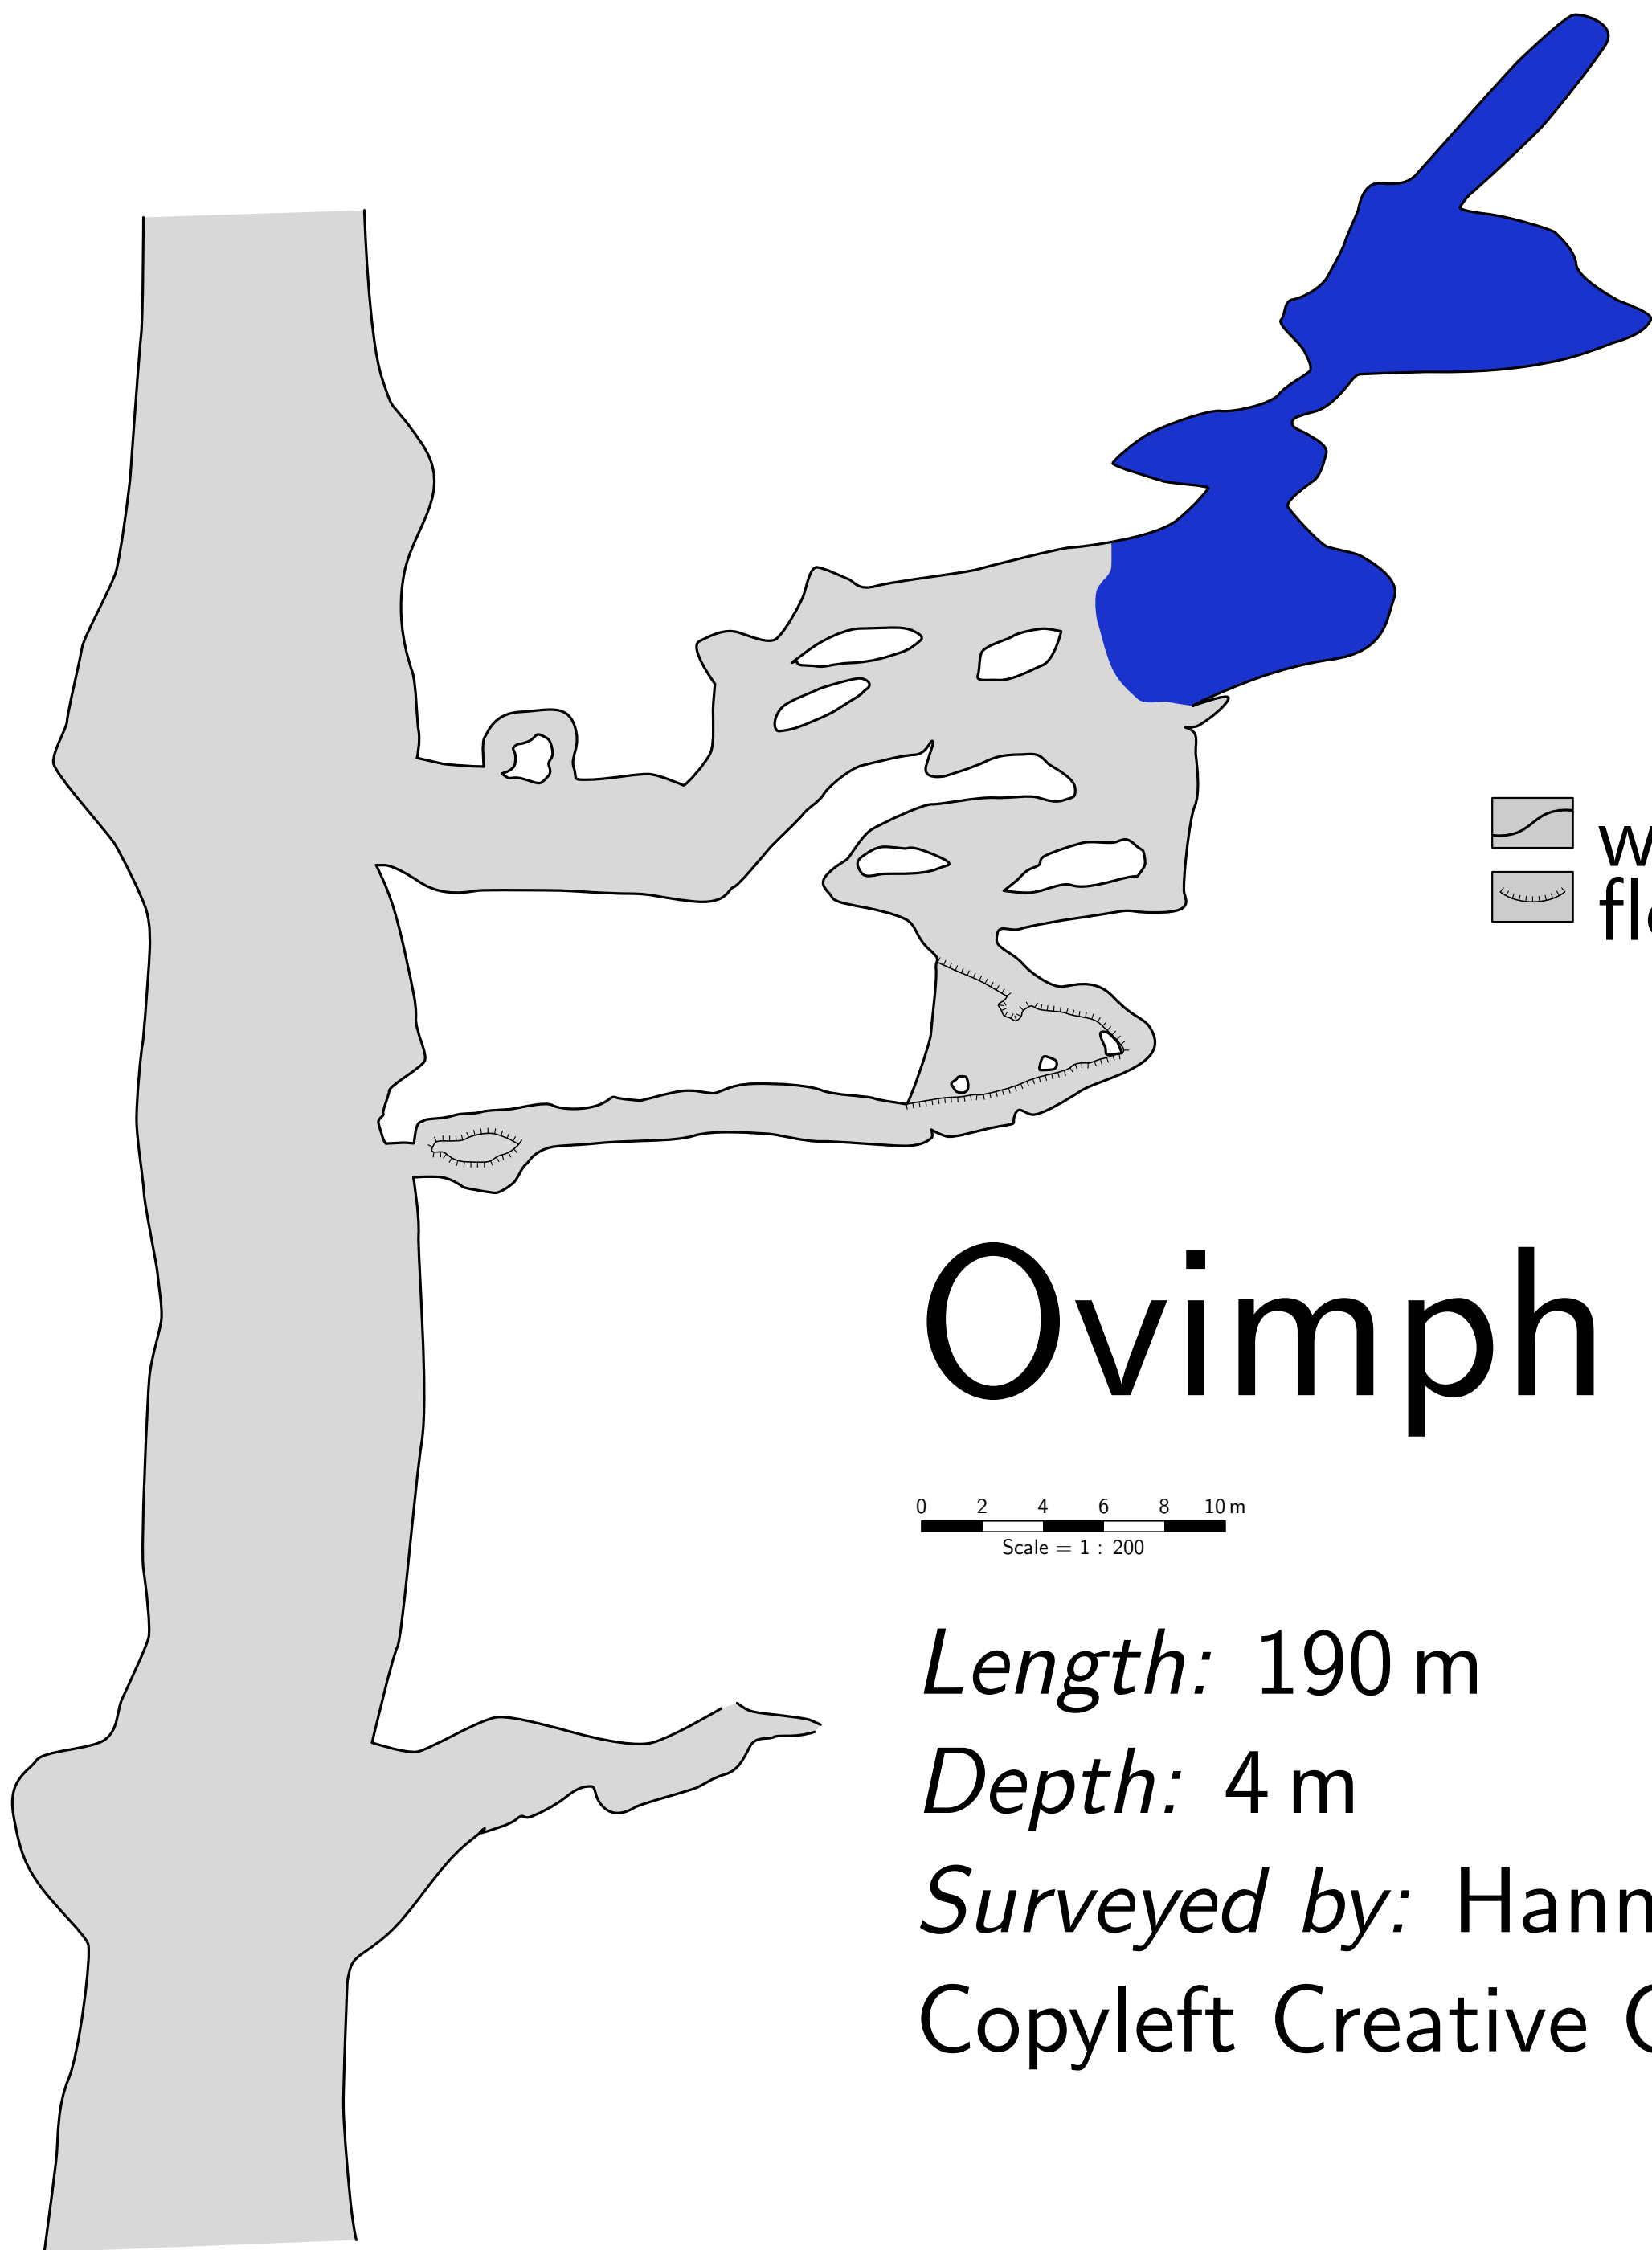 Ovimph
0 2 4 6 8 10 m
Scale = 1 : 200
Length: 190 m
Depth: 4 m
Surveyed by:
Copyleft Creative